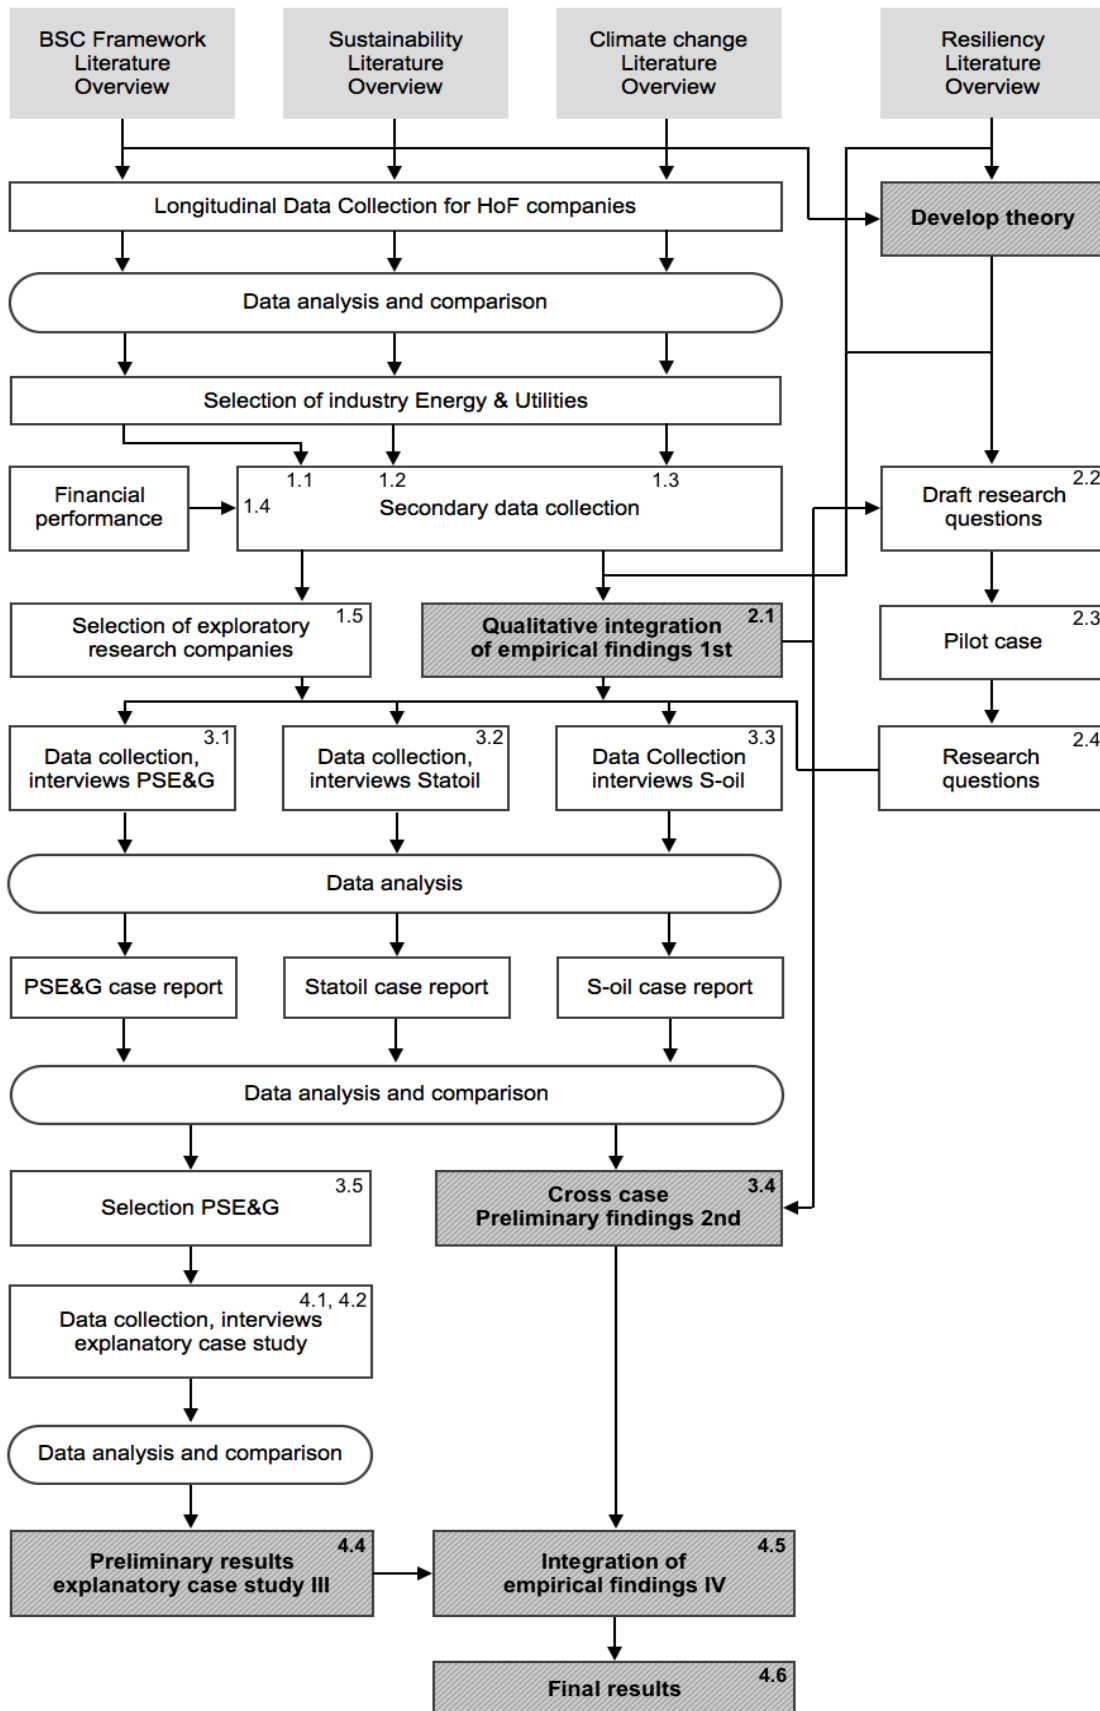 BSC Framework
Literature
Overview
Sustainability
Literature
Overview
Climate change
Literature
Overview
Resiliency
Literature
Overview
Longitudinal Data Collection for HoF companies
Develop theory
Data analysis and comparison
Selection of industry Energy & Utilities
Financial
performance
1.1
1.2
1.3
1.4
Secondary data collection
2.2
Draft research
questions
1.5
Selection of exploratory
research companies
2.1
Qualitative integration
of empirical findings 1st
2.3
Pilot case
3.1
Data collection,
interviews PSE&G
3.2
Data collection,
interviews Statoil
3.3
Data Collection
interviews S-oil
2.4
Research
questions
Data analysis
PSE&G case report
Statoil case report
S-oil case report
Data analysis and comparison
3.5
Selection PSE&G
3.4
Cross case
Preliminary findings 2nd
4.1, 4.2
Data collection, interviews
explanatory case study
Data analysis and comparison
4.4
Preliminary results
explanatory case study III
4.5
Integration of
empirical findings IV
4.6
Final results